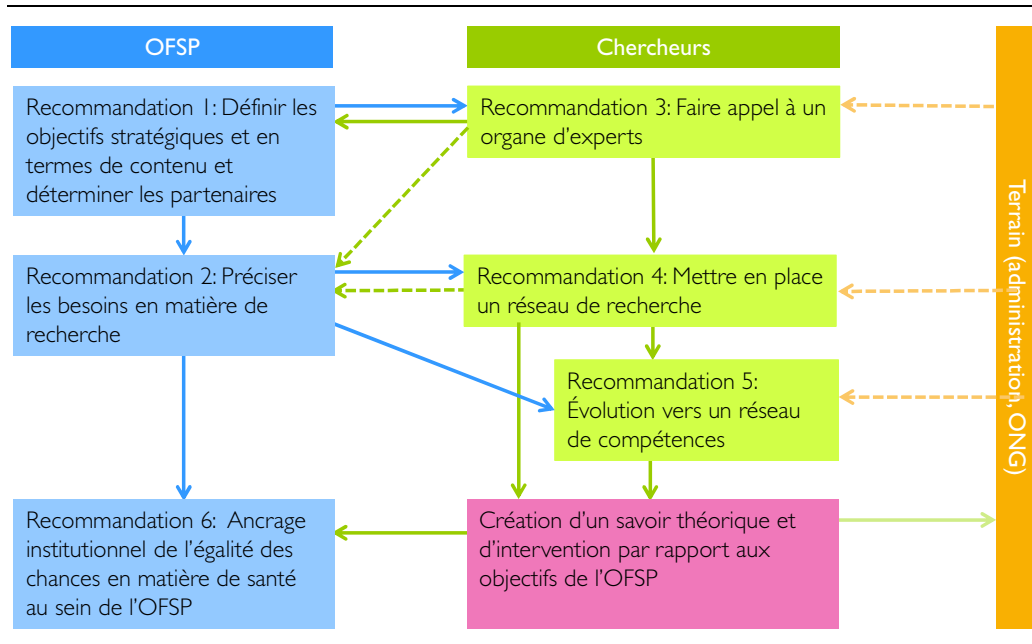 OFSP
Chercheurs
Recommandation 1: Définir les
objectifs stratégiques et en
termes de contenu et
déterminer les partenaires
Recommandation 3: Faire appel à un
organe d'experts
Recommandation 2: Préciser
les besoins en matière de
recherche
Recommandation 4: Mettre en place
un réseau de recherche
Recommandation 5:
Évolution vers un réseau
de compétences
Recommandation 6: Ancrage
institutionnel de l'égalité des
chances en matière de santé
au sein de l'OFSP
Création d'un savoir théorique et
d'intervention par rapport aux
objectifs de l'OFSP
Terrain (administration, ONG)